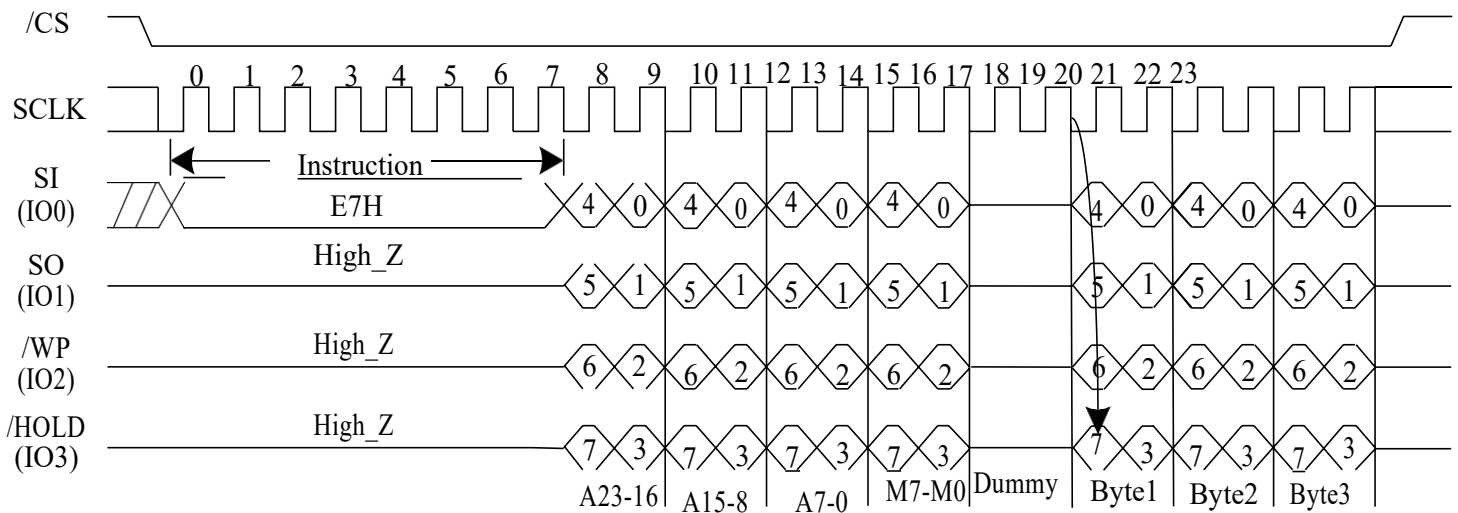 /CS
0 1 2 3 4 5 6 7 8 9 10 11 12 13 14 15 16 17 18 19 20 21 22 23
SCLK
Instruction
SI
(IO0)
E7H
4 0 4 0 4 0 4 0 4 0 4 0 4 0
High_Z
SO
(IO1)
5 1 5 1 5 1 5 1 5 1 5 1 5 1
High_Z
/WP
(IO2)
6 2 6 2 6 2 6 2 6 2 6 2 6 2
High_Z
/HOLD
(IO3)
7 3 7 3 7 3 7 3 7 3 7 3 7 3
A23-16 A15-8 A7-0 M7-M0 Dummy Byte1 Byte2 Byte3